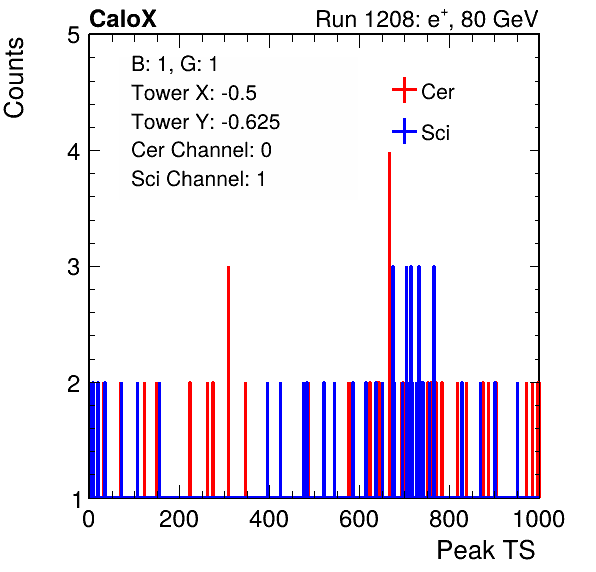 CaloX Run 1208: e⁺, 80 GeV
Counts
B: 1, G: 1
Tower X: -0.5
Tower Y: -0.625
Cer Channel: 0
Sci Channel: 1
Cer
Sci
5
4
3
2
1
0 200 400 600 800 1000
Peak TS